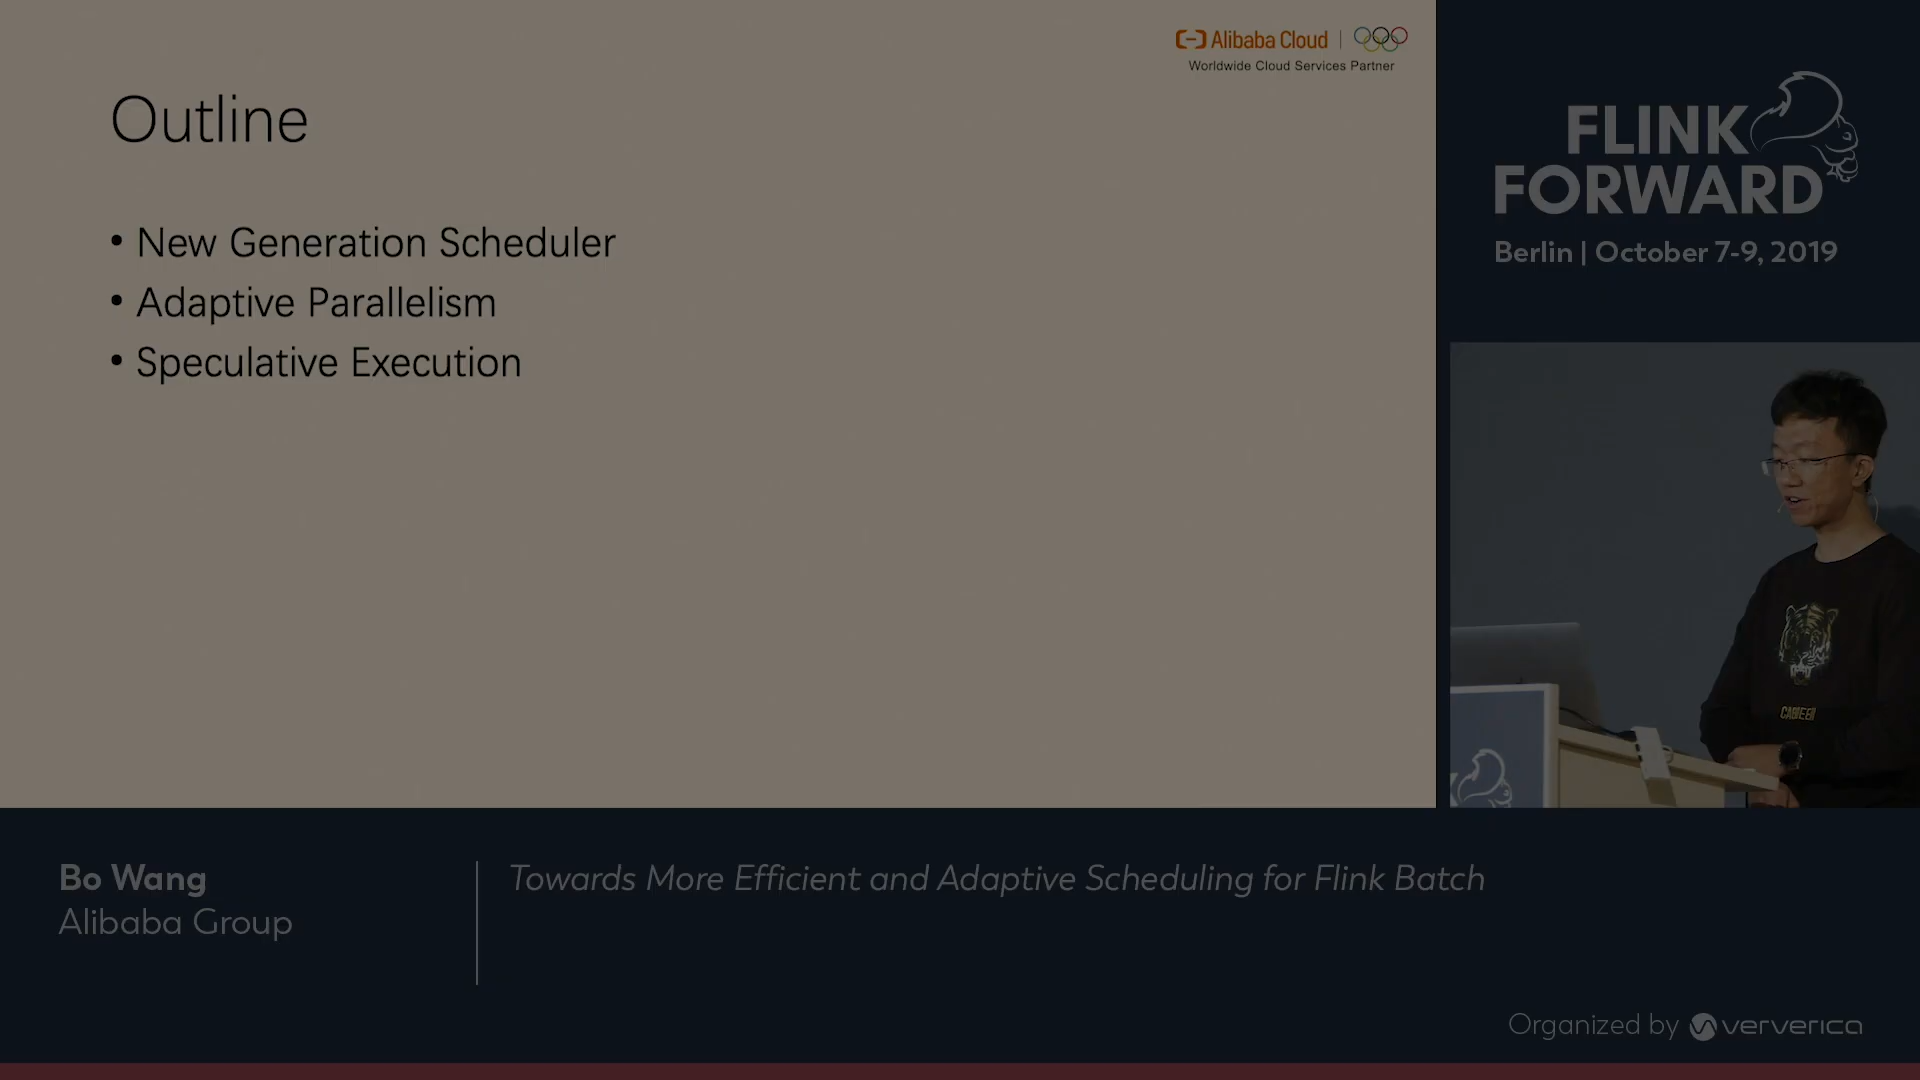 Alibaba Cloud
Worldwide Cloud Services Partner
Outline
• New Generation Scheduler
• Adaptive Parallelism
• Speculative Execution
FLINK
FORWARD
Berlin | October 7-9, 2019
Bo Wang
Alibaba Group
Towards More Efficient and Adaptive Scheduling for Flink Batch
Organized by ververica